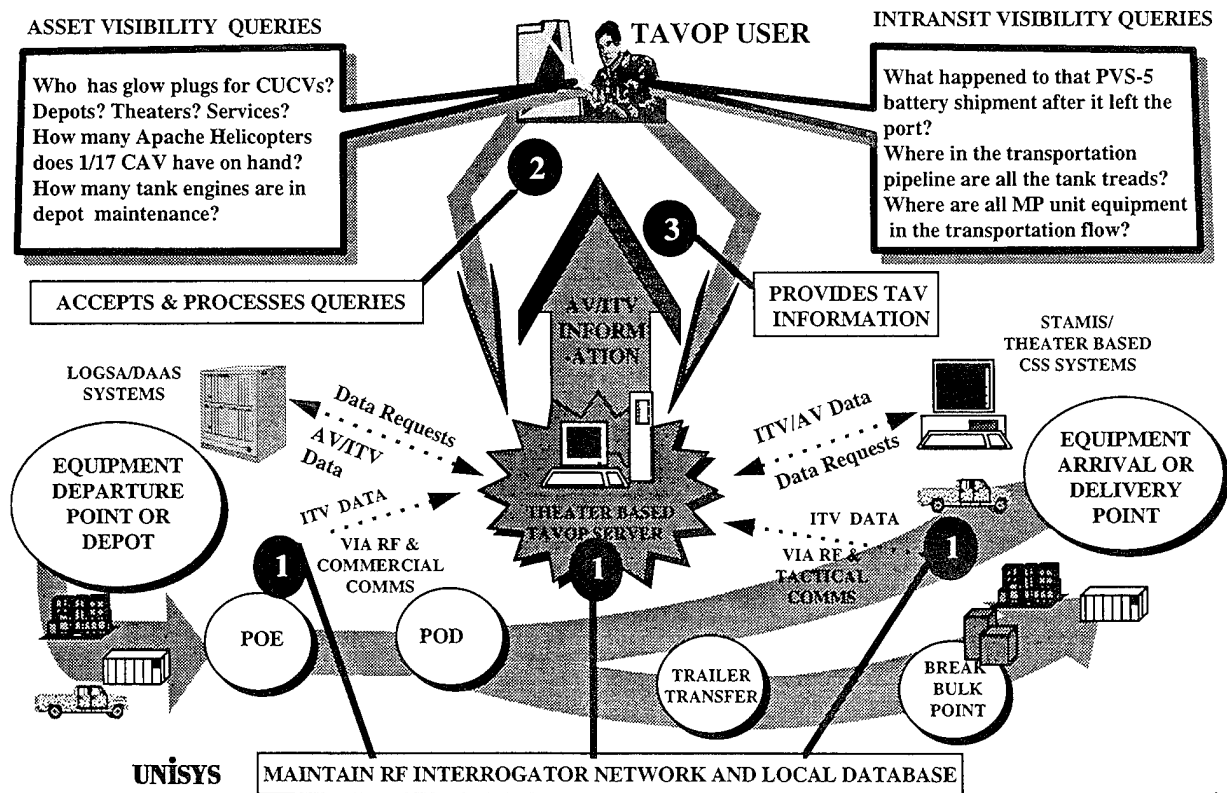 ASSET VISIBILITY QUERIES
Who has glow plugs for CUCVs?
Depots? Theaters? Services?
How many Apache Helicopters
does 1/17 CAV have on hand?
How many tank engines are in
depot maintenance?
TAVOP USER
INTRANSIT VISIBILITY QUERIES
What happened to that PVS-5
battery shipment after it left the
port?
Where in the transportation
pipeline are all the tank treads?
Where are all MP unit equipment
in the transportation flow?
2
3
ACCEPTS & PROCESSES QUERIES
PROVIDES TAV
INFORMATION
AV/ITV
INFORM
-ATION
LOGSA/DAAS
SYSTEMS
Data Requests
AV/ITV
Data
STAMIS/
THEATER BASED
CSS SYSTEMS
ITV/AV Data
Data Requests
EQUIPMENT
DEPARTURE
POINT OR
DEPOT
ITV DATA
VIA RF &
COMMERCIAL
COMMS
THEATER BASED
TAVOP SERVER
ITV DATA
VIA RF &
TACTICAL
COMMS
EQUIPMENT
ARRIVAL OR
DELIVERY
POINT
1
1
1
POE
POD
TRAILER
TRANSFER
BREAK
BULK
POINT
UNISYS
MAINTAIN RF INTERROGATOR NETWORK AND LOCAL DATABASE